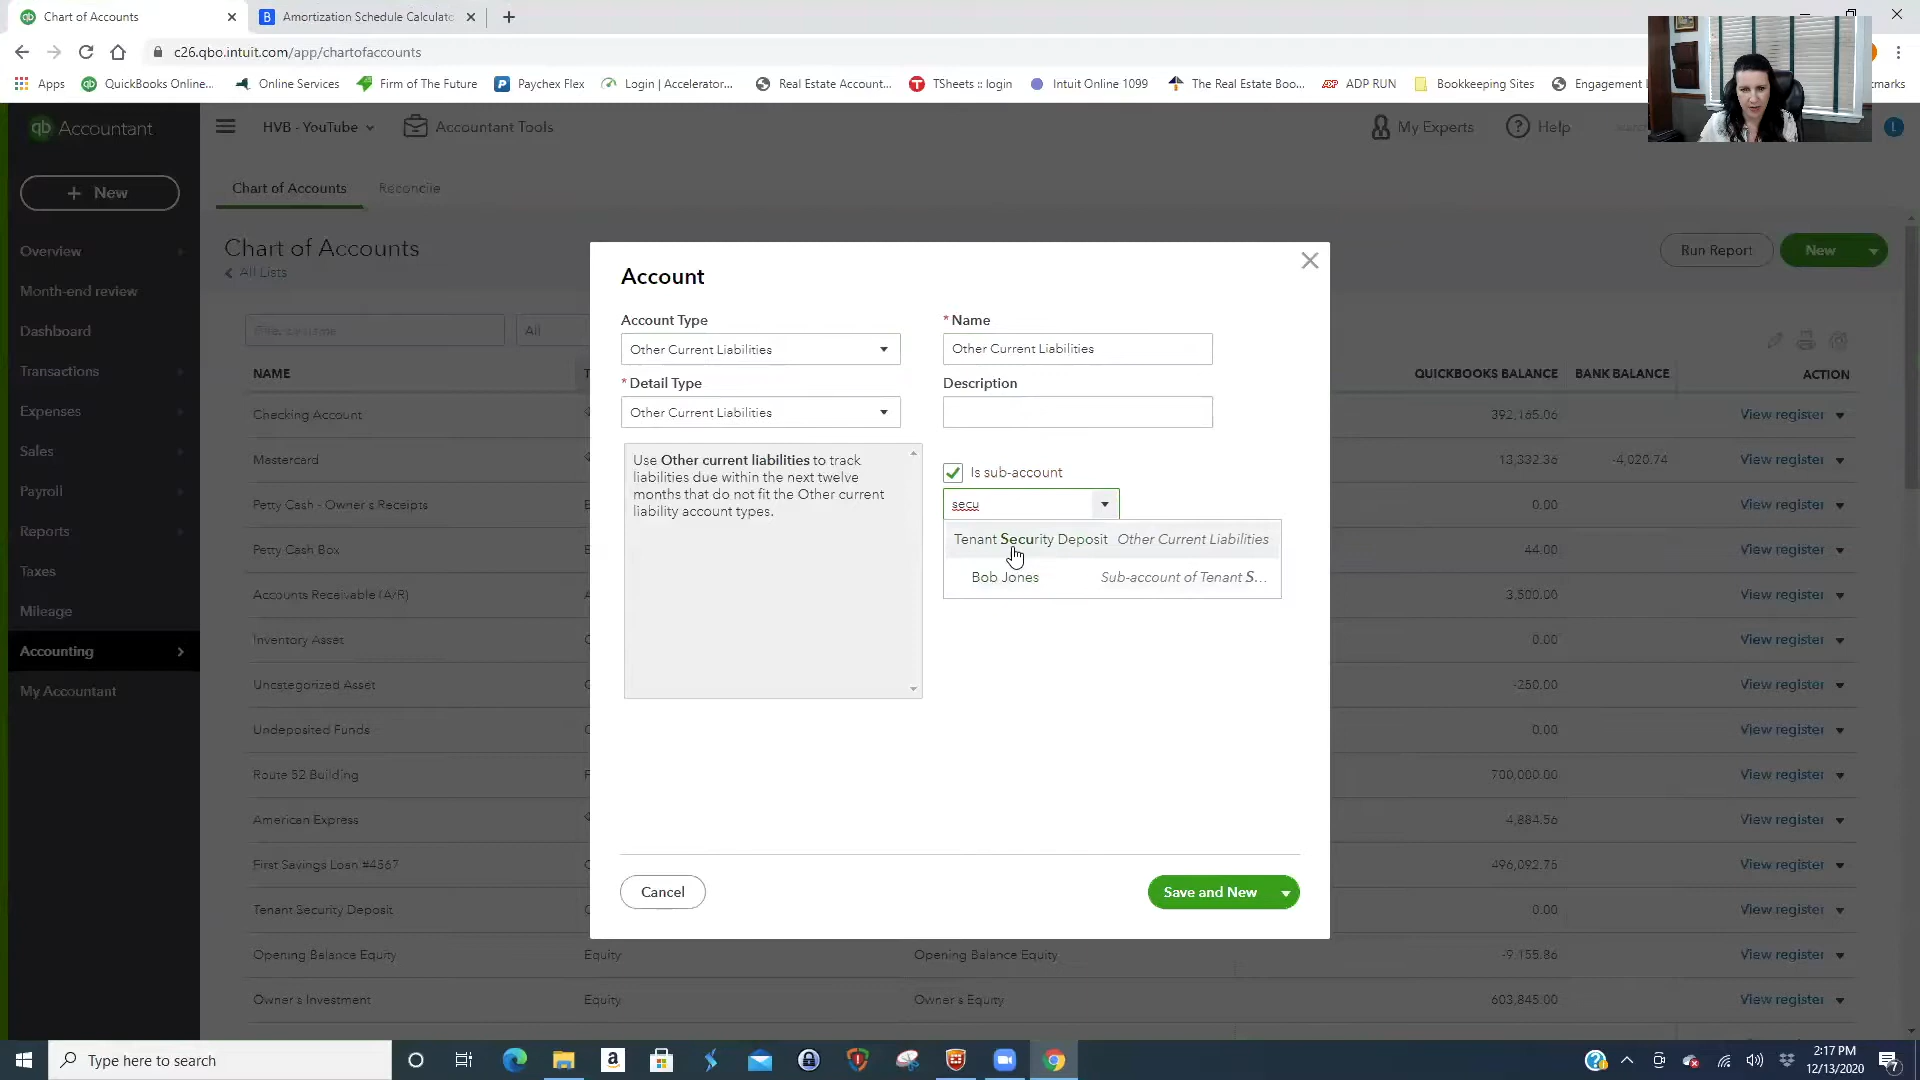 Chart of Accounts
Amortization Schedule Calculato
c26.qbo.intuit.com/app/chartofaccounts
Apps
QuickBooks Online...
Online Services
Firm of The Future
Paychex Flex
Login | Accelerator...
Real Estate Account...
TSheets :: login
Intuit Online 1099
The Real Estate Boo...
ADP RUN
Bookkeeping Sites
Engagement
Accountant
HVB - YouTube
Accountant Tools
My Experts
Help
L
+ New
Overview
Month-end review
Dashboard
Transactions
Expenses
Sales
Payroll
Reports
Taxes
Mileage
Accounting
My Accountant
Chart of Accounts
Reconcile
Chart of Accounts
All Lists
Run Report
New
All
NAME
QUICKBOOKS BALANCE
BANK BALANCE
ACTION
Checking Account
392,165.06
View register
Mastercard
13,332.36
-4,020.74
View register
Petty Cash - Owner's Receipts
0.00
View register
Petty Cash Box
44.00
View register
Accounts Receivable (A/R)
3,500.00
View register
Inventory Asset
0.00
View register
Uncategorized Asset
-250.00
View register
Undeposited Funds
0.00
View register
Route 52 Building
700,000.00
View register
American Express
4,884.56
View register
First Savings Loan #4567
496,092.75
View register
Tenant Security Deposit
0.00
View register
Opening Balance Equity
Equity
Opening Balance Equity
-9,155.86
View register
Owner's Investment
Equity
Owner's Equity
603,845.00
View register
Account
Account Type
Other Current Liabilities
* Name
Other Current Liabilities
* Detail Type
Other Current Liabilities
Description
Use Other current liabilities to track
liabilities due within the next twelve
months that do not fit the Other current
liability account types.
Is sub-account
secu
Tenant Security Deposit Other Current Liabilities
Bob Jones Sub-account of Tenant S...
Cancel
Save and New
Type here to search
2:17 PM
12/13/2020
7